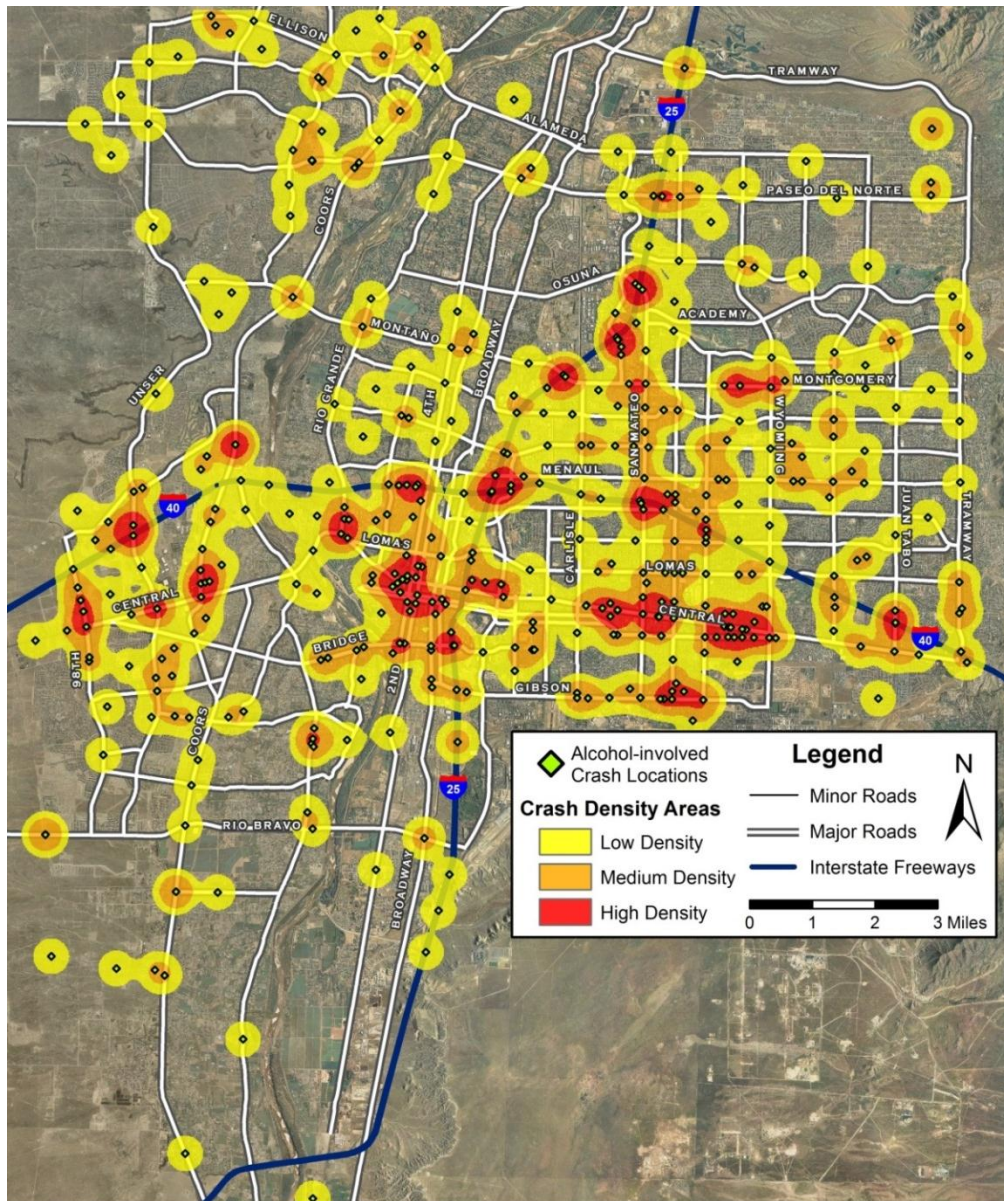 ELLISON
TRAMWAY
25
ALAMEDA
PASEO DEL NORTE
COORS
OSUNA
ACADEMY
MONTAÑO
BROADWAY
UNSER
RIO GRANDE
4TH
MONTGOMERY
SAN MATEO
WYOMING
MENAUL
40
JUAN TABO
TRAMWAY
LOMAS
CARLISLE
LOMAS
CENTRAL
CENTRAL
BRIDGE
40
98TH
2ND
GIBSON
COORS
25
RIO BRAVO
BROADWAY
Alcohol-involved
Crash Locations
Crash Density Areas
Low Density
Medium Density
High Density
Legend
N
Minor Roads
Major Roads
Interstate Freeways
0 1 2 3 Miles